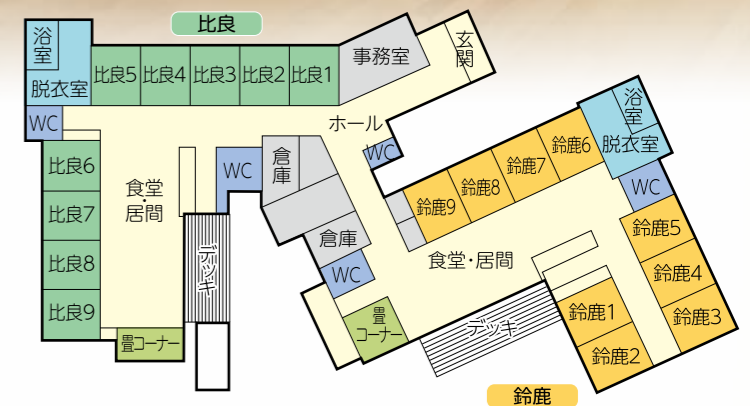 比良
浴室
脱衣室
比良5
比良4
比良3
比良2
比良1
事務室
玄関
WC
ホール
WC
比良6
比良7
比良8
比良9
食堂・
居間
WC
倉庫
倉庫
WC
デッキ
畳コーナー
畳
コーナー
鈴鹿9
鈴鹿8
鈴鹿7
鈴鹿6
浴室
脱衣室
WC
食堂・居間
鈴鹿5
鈴鹿4
鈴鹿3
鈴鹿1
鈴鹿2
デッキ
鈴鹿